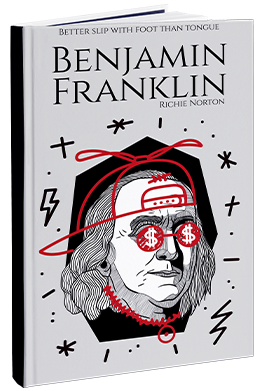 BETTER SLIP WITH FOOT THAN TONGUE
BENJAMIN
FRANKLIN
RICHIE NORTON
$ $